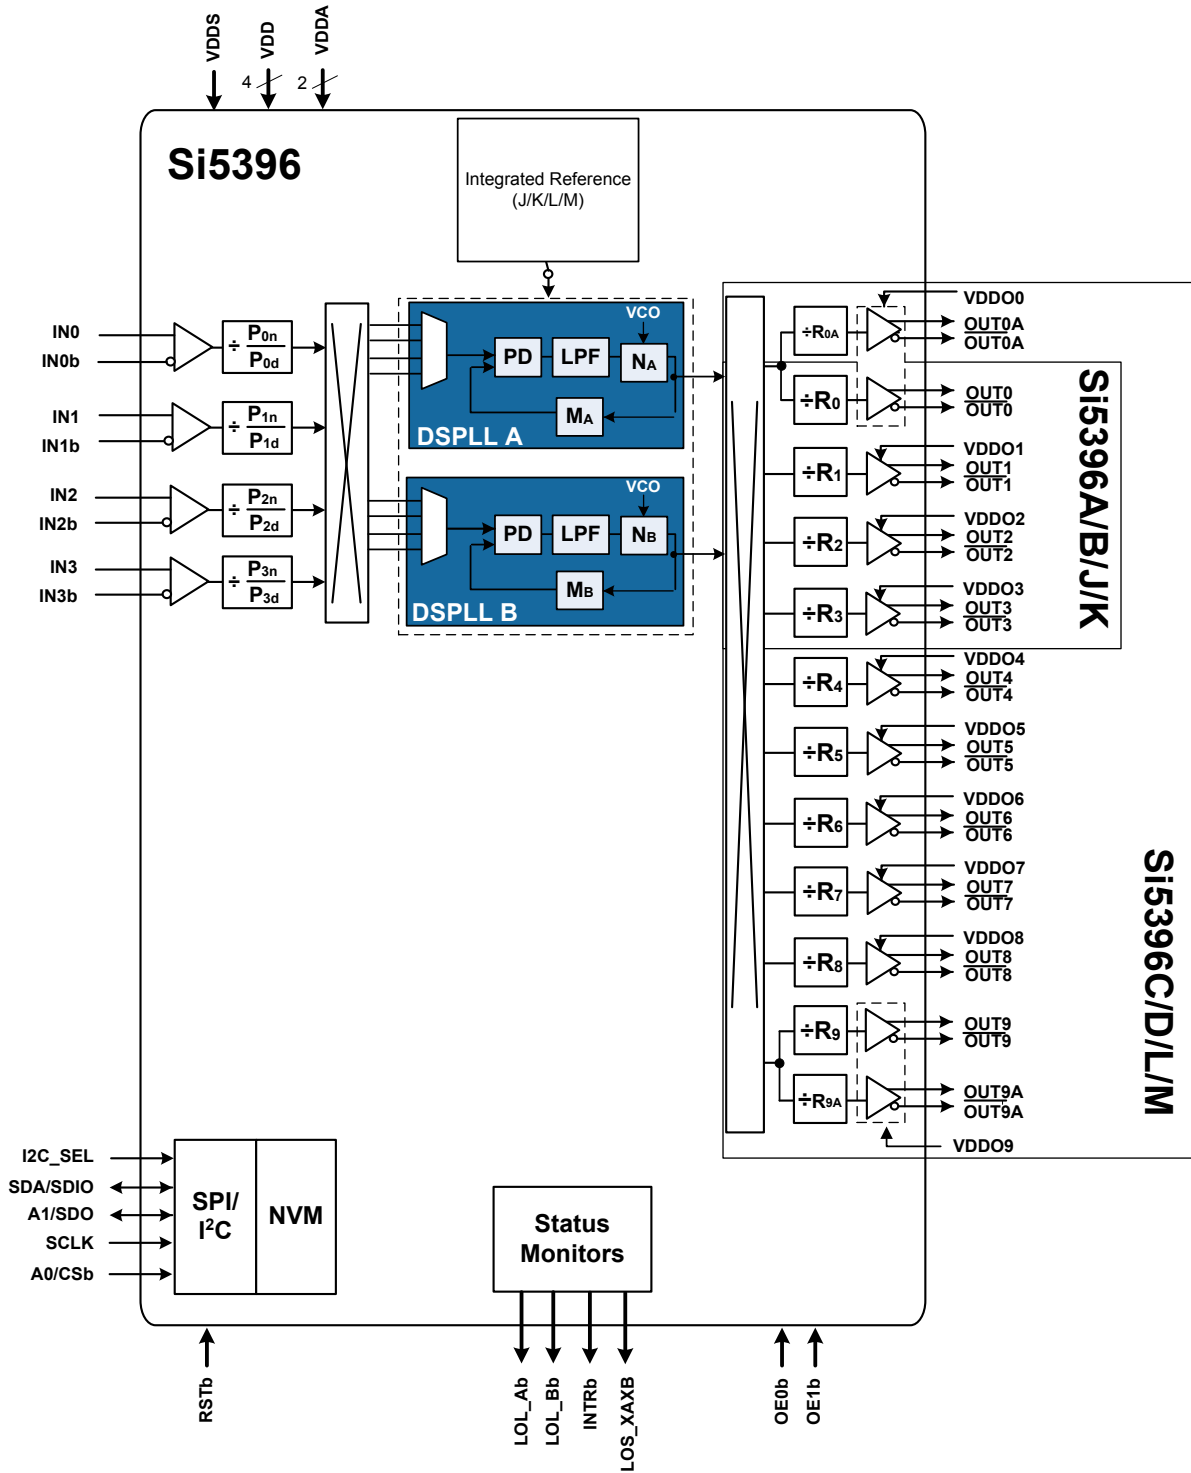 VDDS
VDD
VDDA
4
2
Si5396
Integrated Reference
(J/K/L/M)
IN0
IN0b
÷ P0n
P0d
IN1
IN1b
÷ P1n
P1d
IN2
IN2b
÷ P2n
P2d
IN3
IN3b
÷ P3n
P3d
VCO
PD
LPF
NA
MA
DSPLL A
VCO
PD
LPF
NB
MB
DSPLL B
÷R0A
÷R0
÷R1
÷R2
÷R3
÷R4
÷R5
÷R6
÷R7
÷R8
÷R9
÷R9A
VDDO0
OUT0A
OUT0A
OUT0
OUT0
VDDO1
OUT1
OUT1
VDDO2
OUT2
OUT2
VDDO3
OUT3
OUT3
VDDO4
OUT4
OUT4
VDDO5
OUT5
OUT5
VDDO6
OUT6
OUT6
VDDO7
OUT7
OUT7
VDDO8
OUT8
OUT8
OUT9
OUT9
OUT9A
OUT9A
VDDO9
Si5396A/B/J/K
Si5396C/D/L/M
I2C_SEL
SDA/SDIO
A1/SDO
SCLK
A0/CSb
SPI/
I²C
NVM
Status
Monitors
RSTb
LOL_Ab
LOL_Bb
INTRb
LOS_XAXB
OE0b
OE1b